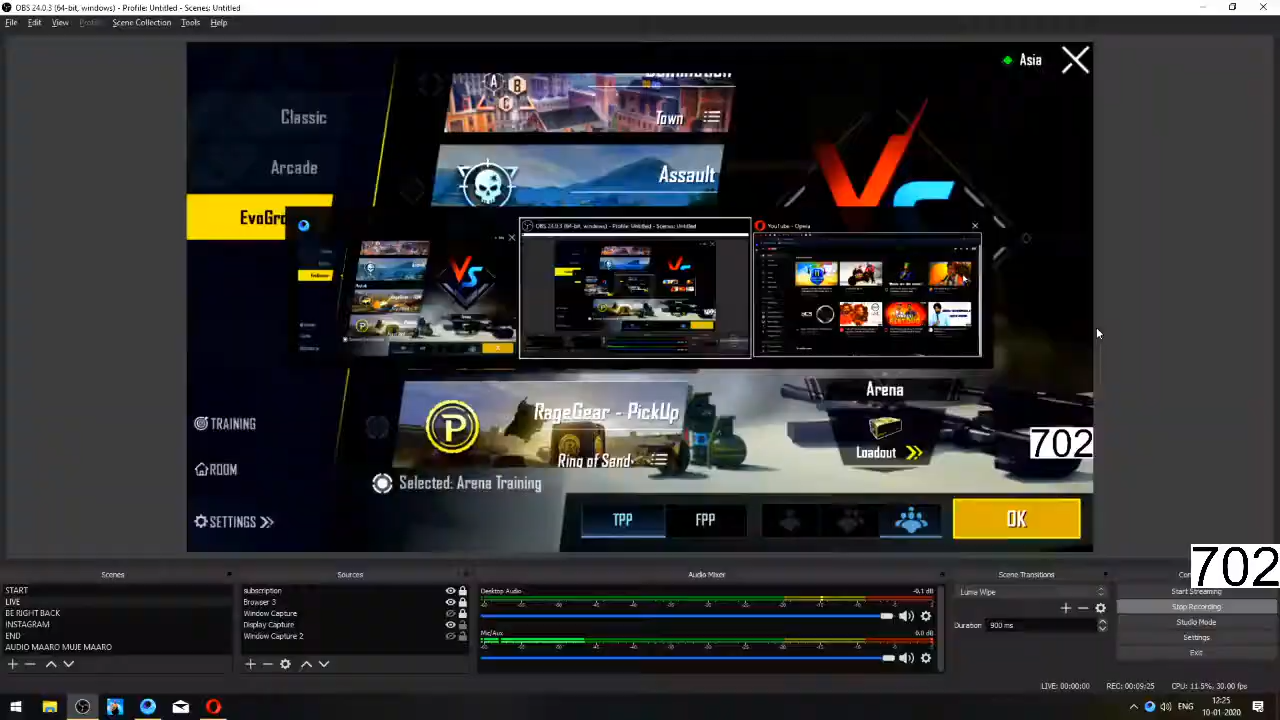 OBS 24.0.3 (64-bit, windows) - Profile: Untitled - Scenes: Untitled
File Edit View Profile Scene Collection Tools Help
Asia
Classic
Arcade
A B C
Town
Assault
OBS 24.0.3 (64-bit, windows) - Profile: Untitled - Scenes: Untitled
YouTube - Opera
Arena
RageGear - PickUp
Ring of Sand
Loadout
702
TRAINING
ROOM
SETTINGS
Selected: Arena Training
TPP FPP OK
702
Scenes Sources Audio Mixer Scene Transitions
START
LIVE
BE RIGHT BACK
INSTAGRAM
END
AUDIO MAARO MUJE MAARO
subscription
Browser 3
Window Capture
Display Capture
Window Capture 2
Desktop Audio -0.1 dB
Mic/Aux 0.0 dB
Luma Wipe
Duration 900 ms
Start Streaming
Stop Recording
Studio Mode
Settings
Exit
LIVE: 00:00:00 REC: 00:09:25 CPU: 11.5%, 30.00 fps
ENG
12:25
10-01-2020